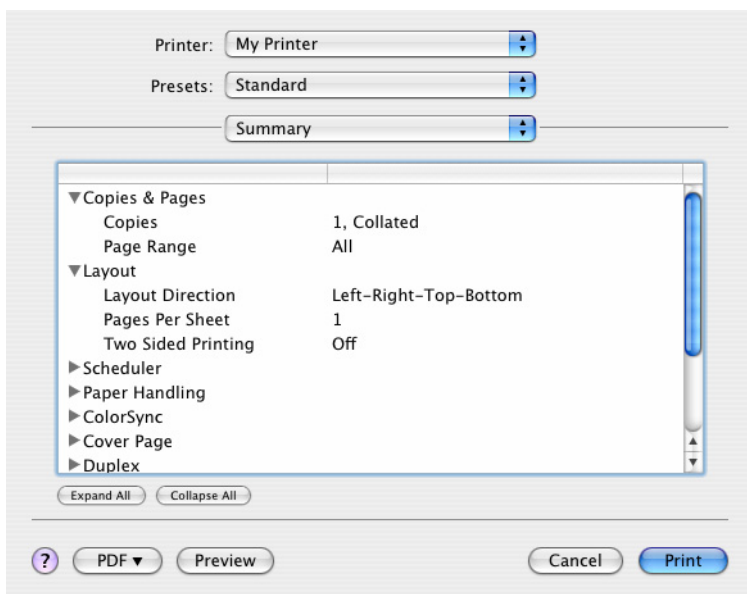 Printer: My Printer
Presets: Standard
Summary
Copies & Pages
Copies 1, Collated
Page Range All
Layout
Layout Direction Left-Right-Top-Bottom
Pages Per Sheet 1
Two Sided Printing Off
Scheduler
Paper Handling
ColorSync
Cover Page
Duplex
Expand All Collapse All
? PDF▼ Preview Cancel Print